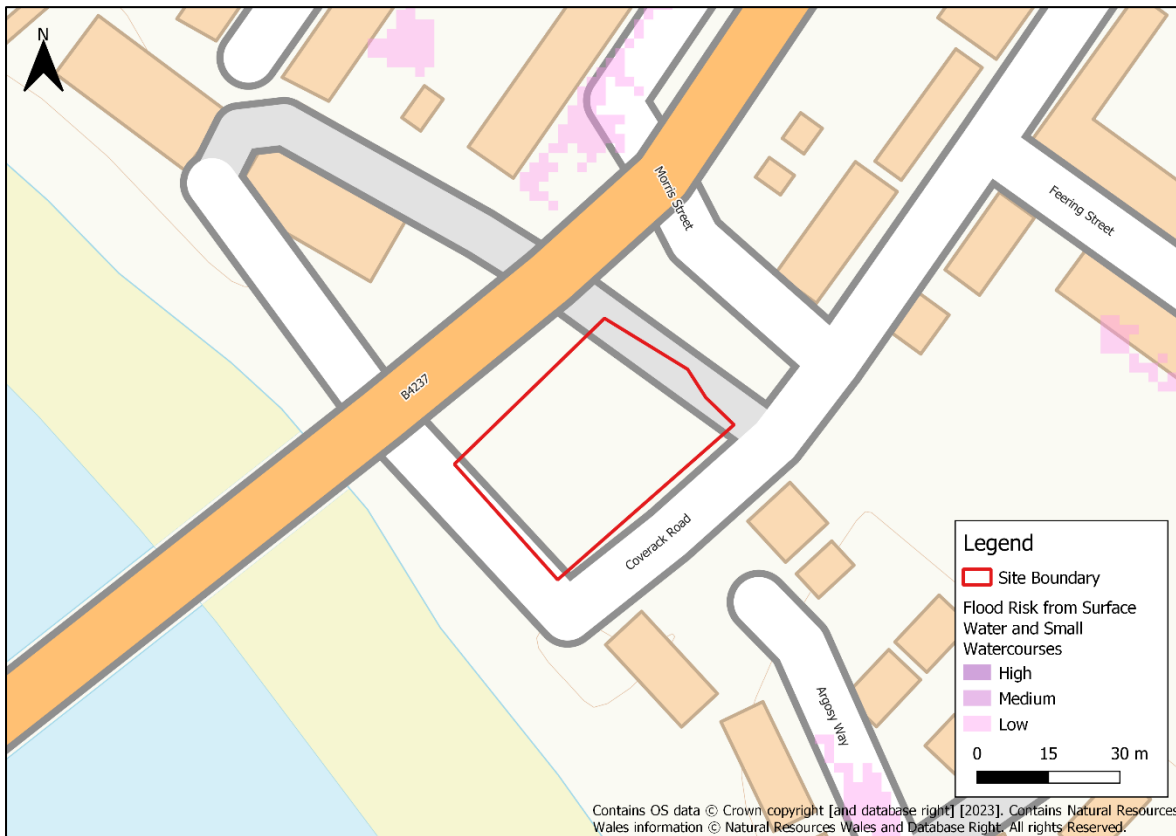 N
Morris Street
Feering Street
B4237
Coverack Road
Argosy Way
Legend
Site Boundary
Flood Risk from Surface
Water and Small
Watercourses
High
Medium
Low
0 15 30 m
Contains OS data © Crown copyright [and database right] [2023]. Contains Natural Resources
Wales information © Natural Resources Wales and Database Right. All rights Reserved.